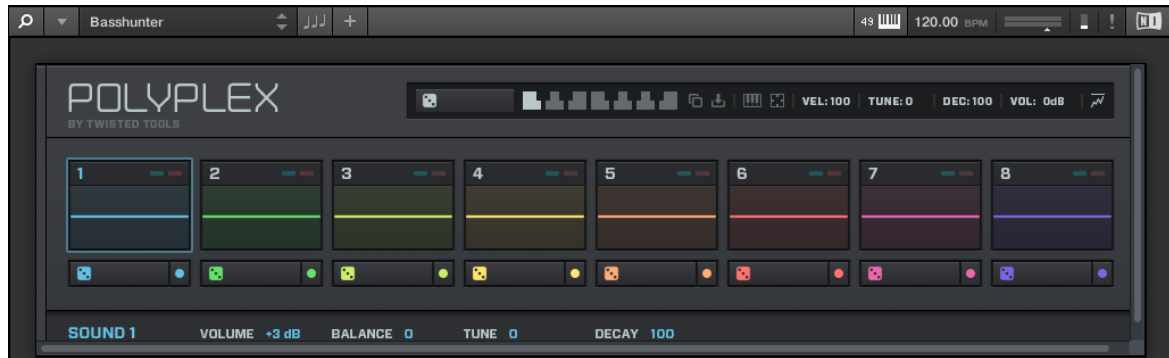 Basshunter 49 120.00 BPM ! NI
POLYPLEX
BY TWISTED TOOLS
VEL: 100 TUNE: 0 DEC: 100 VOL: 0dB
1 2 3 4 5 6 7 8
SOUND 1 VOLUME +3 dB BALANCE 0 TUNE 0 DECAY 100